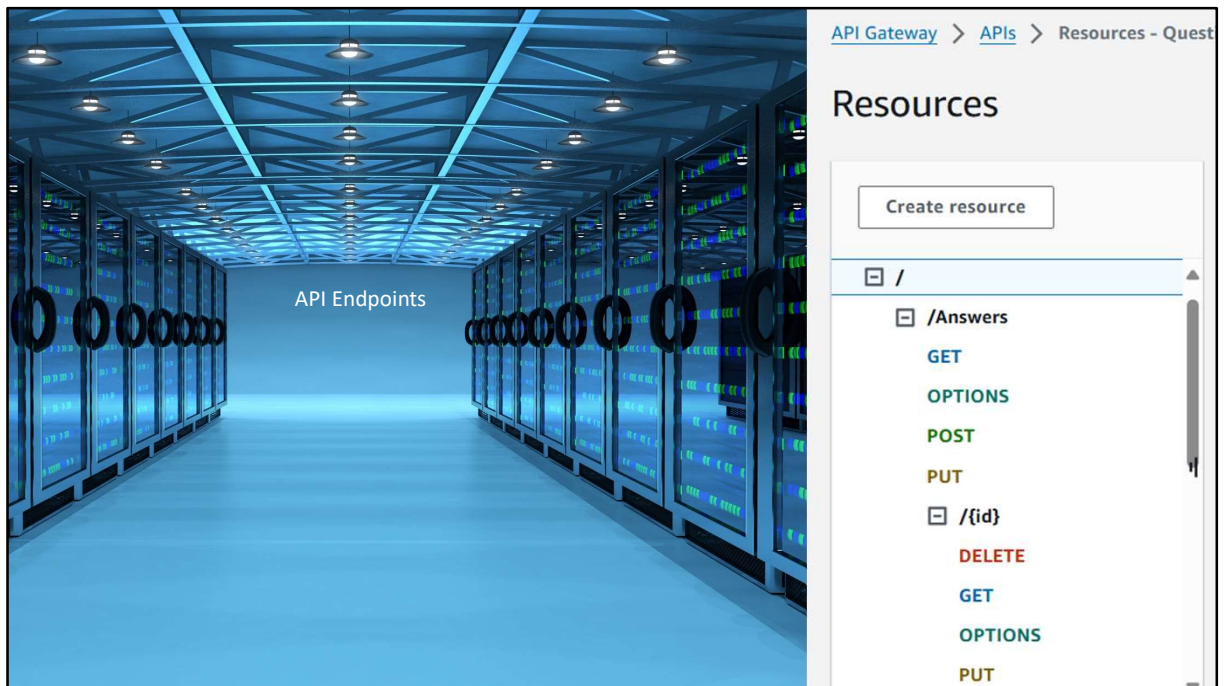 API Endpoints
API Gateway > APIs > Resources - Quest
Resources
Create resource
/
/Answers
GET
OPTIONS
POST
PUT
/{id}
DELETE
GET
OPTIONS
PUT